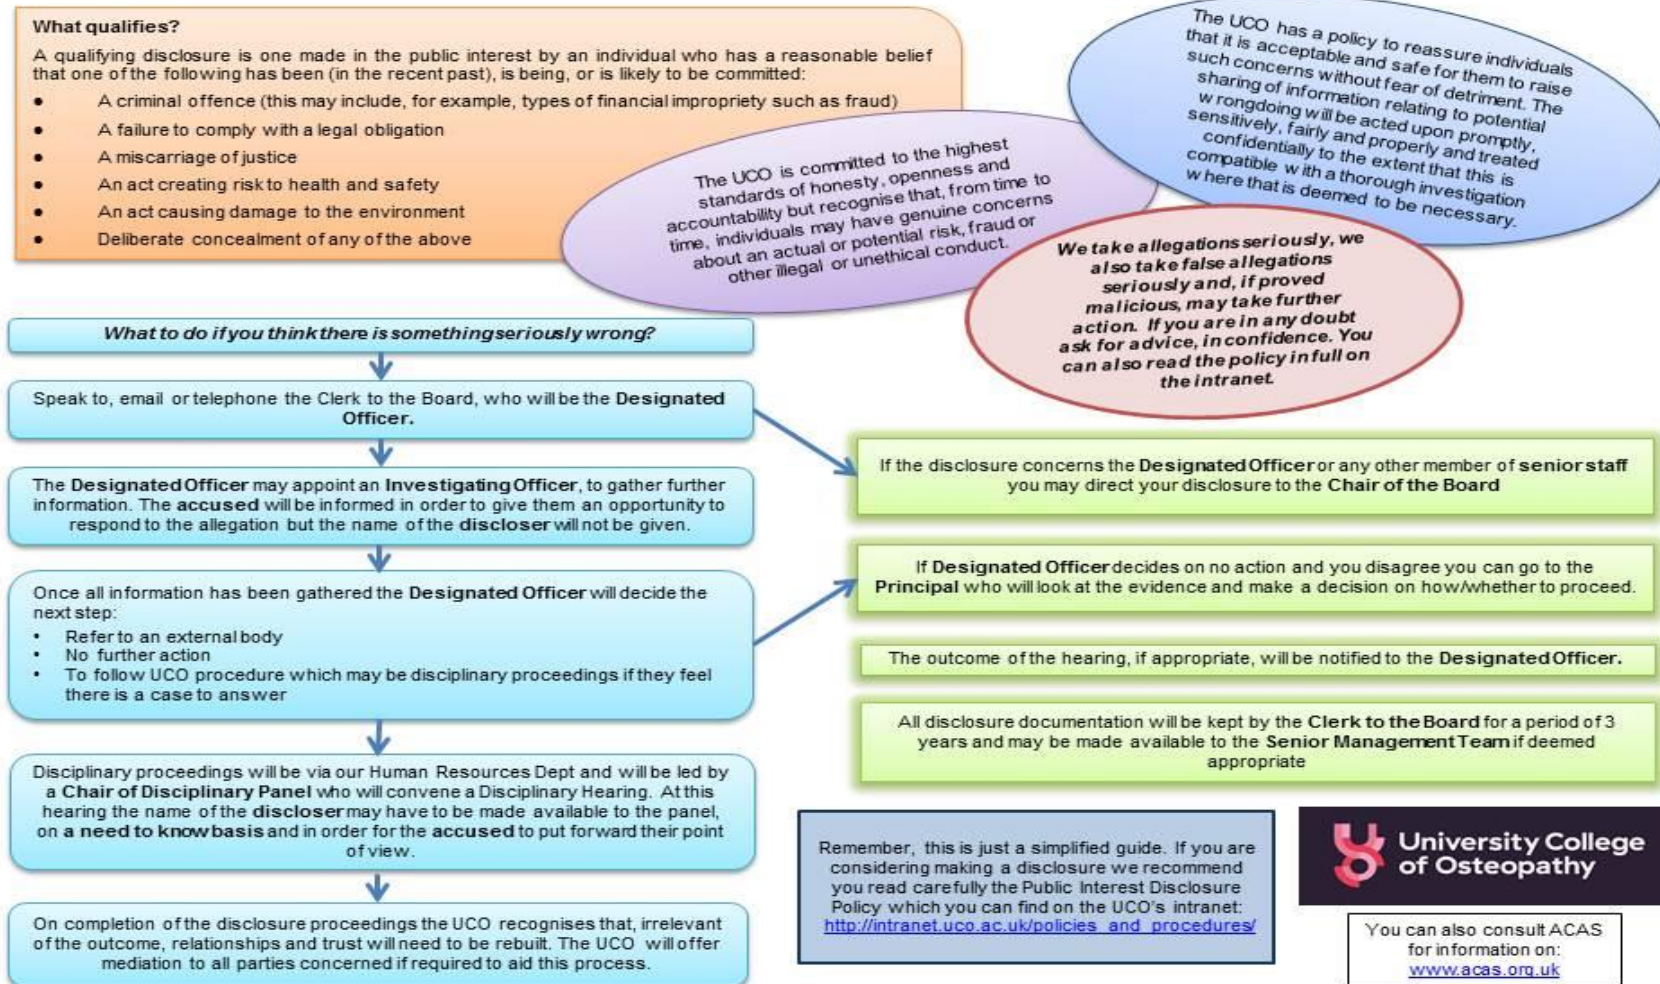 What qualifies?
A qualifying disclosure is one made in the public interest by an individual who has a reasonable belief
that one of the following has been (in the recent past), is being, or is likely to be committed:
• A criminal offence (this may include, for example, types of financial impropriety such as fraud)
• A failure to comply with a legal obligation
• A miscarriage of justice
• An act creating risk to health and safety
• An act causing damage to the environment
• Deliberate concealment of any of the above
The UCO is committed to the highest
standards of honesty, openness and
accountability but recognise that, from time to
time, individuals may have genuine concerns
about an actual or potential risk, fraud or
other illegal or unethical conduct.
The UCO has a policy to reassure individuals
that it is acceptable and safe for them to raise
such concerns without fear of detriment. The
sharing of information relating to potential
wrongdoing will be acted upon promptly,
sensitively, fairly and properly and treated
confidentially to the extent that this is
compatible with a thorough investigation
where that is deemed to be necessary.
We take allegations seriously, we
also take false allegations
seriously and, if proved
malicious, may take further
action. If you are in any doubt
ask for advice, in confidence. You
can also read the policy in full on
the intranet.
What to do if you think there is something seriously wrong?
Speak to, email or telephone the Clerk to the Board, who will be the Designated
Officer.
The Designated Officer may appoint an Investigating Officer, to gather further
information. The accused will be informed in order to give them an opportunity to
respond to the allegation but the name of the discloser will not be given.
Once all information has been gathered the Designated Officer will decide the
next step:
• Refer to an external body
• No further action
• To follow UCO procedure which may be disciplinary proceedings if they feel
there is a case to answer
Disciplinary proceedings will be via our Human Resources Dept and will be led by
a Chair of Disciplinary Panel who will convene a Disciplinary Hearing. At this
hearing the name of the discloser may have to be made available to the panel,
on a need to know basis and in order for the accused to put forward their point
of view.
On completion of the disclosure proceedings the UCO recognises that, irrelevant
of the outcome, relationships and trust will need to be rebuilt. The UCO will offer
mediation to all parties concerned if required to aid this process.
If the disclosure concerns the Designated Officer or any other member of senior staff
you may direct your disclosure to the Chair of the Board
If Designated Officer decides on no action and you disagree you can go to the
Principal who will look at the evidence and make a decision on how/whether to proceed.
The outcome of the hearing, if appropriate, will be notified to the Designated Officer.
All disclosure documentation will be kept by the Clerk to the Board for a period of 3
years and may be made available to the Senior Management Team if deemed
appropriate
Remember, this is just a simplified guide. If you are
considering making a disclosure we recommend
you read carefully the Public Interest Disclosure
Policy which you can find on the UCO's intranet:
http://intranet.uco.ac.uk/policies_and_procedures/
University College
of Osteopathy
You can also consult ACAS
for information on:
www.acas.org.uk